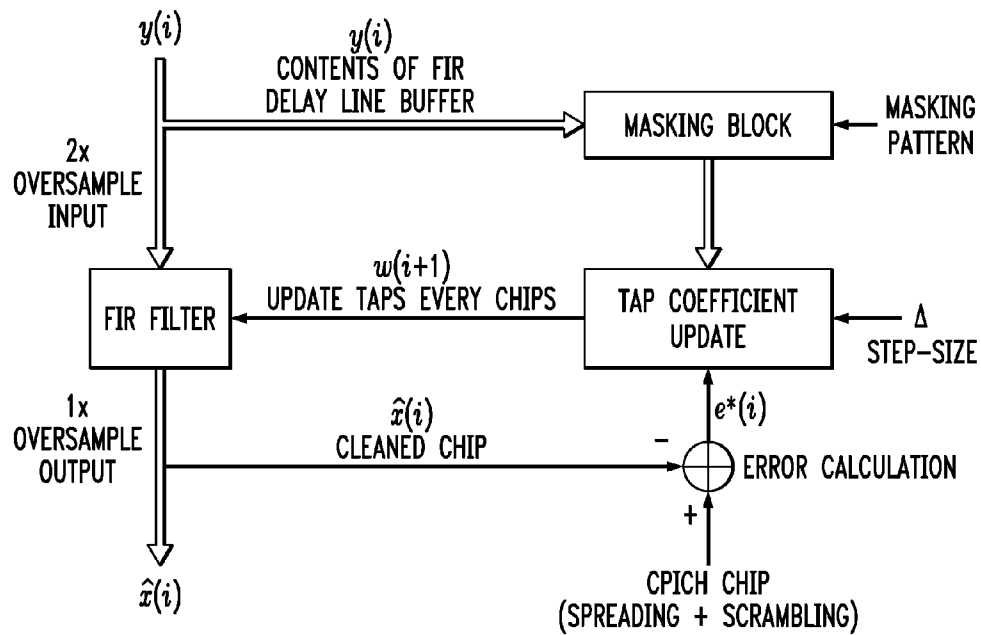 y(i)
y(i)
CONTENTS OF FIR
DELAY LINE BUFFER
MASKING BLOCK
MASKING
PATTERN
2x
OVERSAMPLE
INPUT
FIR FILTER
w(i+1)
UPDATE TAPS EVERY CHIPS
TAP COEFFICIENT
UPDATE
Δ
STEP-SIZE
1x
OVERSAMPLE
OUTPUT
x̂(i)
CLEANED CHIP
e*(i)
-
ERROR CALCULATION
+
x̂(i)
CPICH CHIP
(SPREADING + SCRAMBLING)